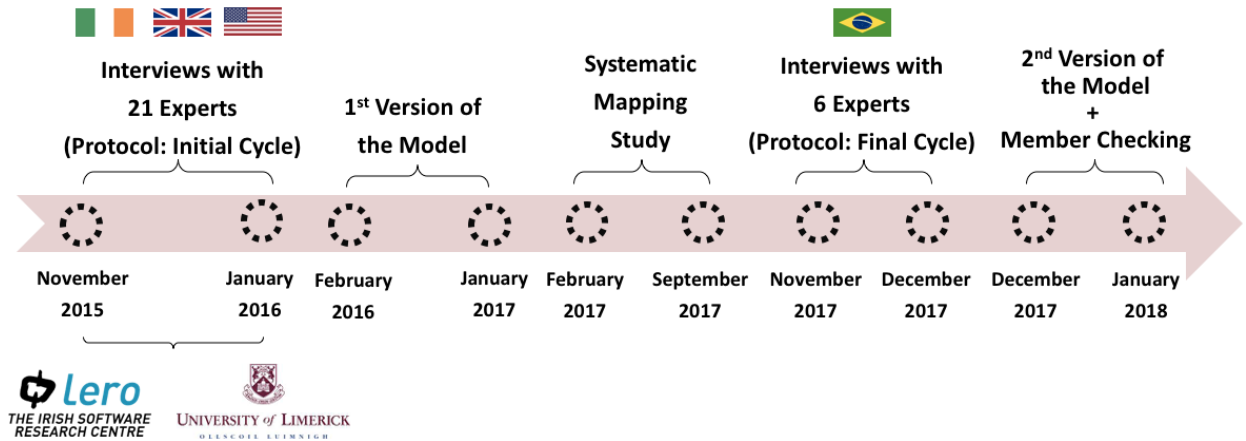 Interviews with
21 Experts
(Protocol: Initial Cycle)
1st Version of
the Model
Systematic
Mapping
Study
Interviews with
6 Experts
(Protocol: Final Cycle)
2nd Version of
the Model
+
Member Checking
November
2015
January
2016
February
2016
January
2017
February
2017
September
2017
November
2017
December
2017
December
2017
January
2018
Lero
THE IRISH SOFTWARE
RESEARCH CENTRE
UNIVERSITY of LIMERICK
OLLSCOIL LUIMNIGH